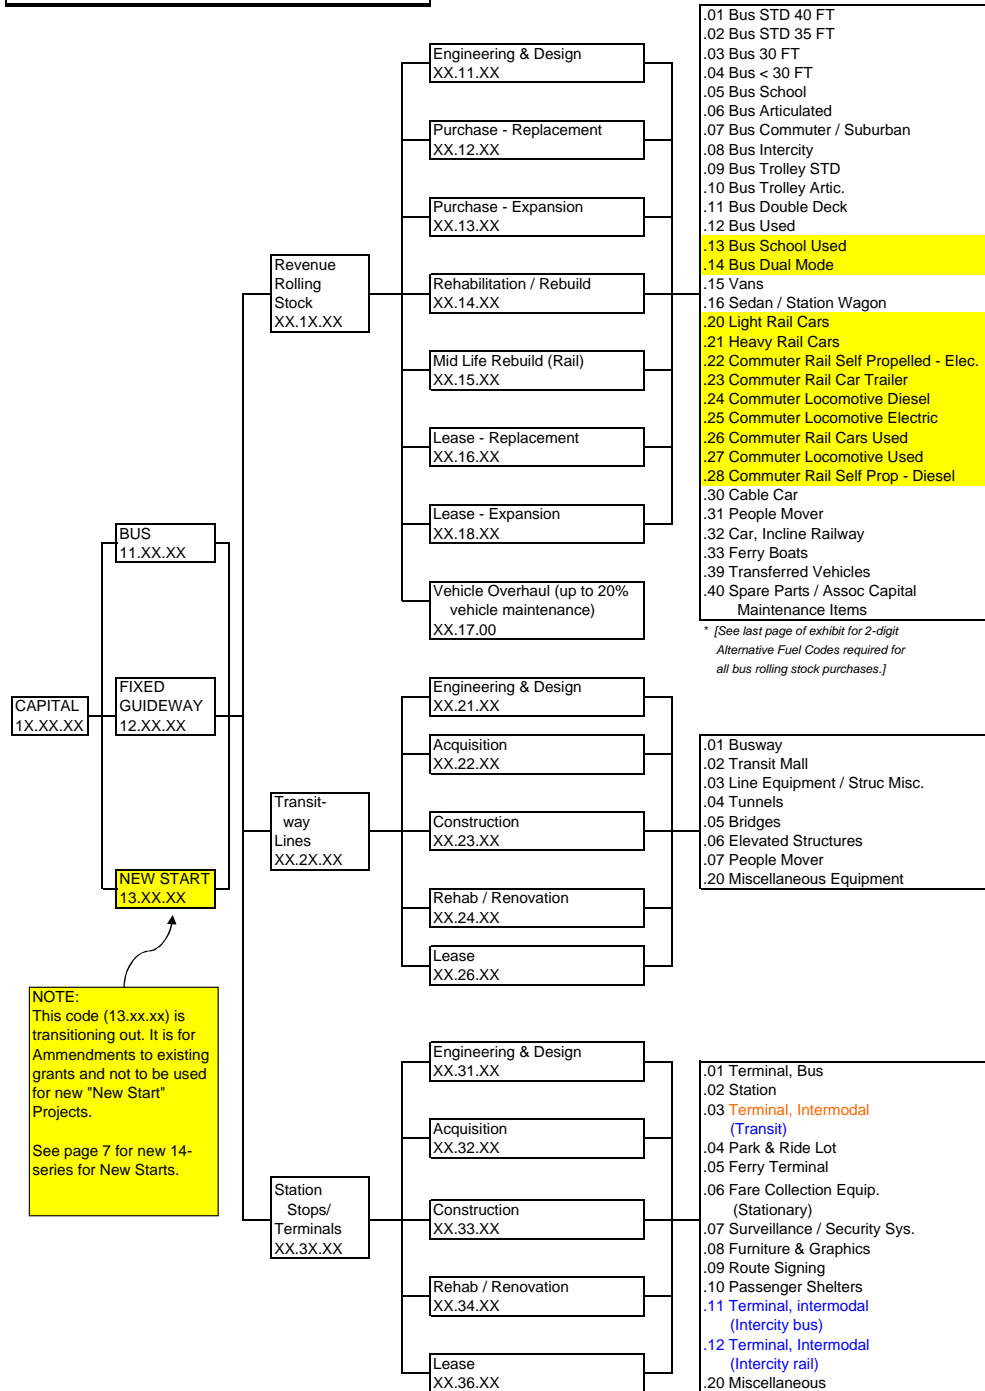 CAPITAL
1X.XX.XX
BUS
11.XX.XX
FIXED
GUIDEWAY
12.XX.XX
NEW START
13.XX.XX
NOTE:
This code (13.xx.xx) is
transitioning out. It is for
Ammendments to existing
grants and not to be used
for new "New Start"
Projects.
See page 7 for new 14-
series for New Starts.
Revenue
Rolling
Stock
XX.1X.XX
Engineering & Design
XX.11.XX
Purchase - Replacement
XX.12.XX
Purchase - Expansion
XX.13.XX
Rehabilitation / Rebuild
XX.14.XX
Mid Life Rebuild (Rail)
XX.15.XX
Lease - Replacement
XX.16.XX
Lease - Expansion
XX.18.XX
Vehicle Overhaul (up to 20%
vehicle maintenance)
XX.17.00
.01 Bus STD 40 FT
.02 Bus STD 35 FT
.03 Bus 30 FT
.04 Bus < 30 FT
.05 Bus School
.06 Bus Articulated
.07 Bus Commuter / Suburban
.08 Bus Intercity
.09 Bus Trolley STD
.10 Bus Trolley Artic.
.11 Bus Double Deck
.12 Bus Used
.13 Bus School Used
.14 Bus Dual Mode
.15 Vans
.16 Sedan / Station Wagon
.20 Light Rail Cars
.21 Heavy Rail Cars
.22 Commuter Rail Self Propelled - Elec.
.23 Commuter Rail Car Trailer
.24 Commuter Locomotive Diesel
.25 Commuter Locomotive Electric
.26 Commuter Rail Cars Used
.27 Commuter Locomotive Used
.28 Commuter Rail Self Prop - Diesel
.30 Cable Car
.31 People Mover
.32 Car, Incline Railway
.33 Ferry Boats
.39 Transferred Vehicles
.40 Spare Parts / Assoc Capital
Maintenance Items
* [See last page of exhibit for 2-digit
Alternative Fuel Codes required for
all bus rolling stock purchases.]
Transit-
way
Lines
XX.2X.XX
Engineering & Design
XX.21.XX
Acquisition
XX.22.XX
Construction
XX.23.XX
Rehab / Renovation
XX.24.XX
Lease
XX.26.XX
.01 Busway
.02 Transit Mall
.03 Line Equipment / Struc Misc.
.04 Tunnels
.05 Bridges
.06 Elevated Structures
.07 People Mover
.20 Miscellaneous Equipment
Station
Stops/
Terminals
XX.3X.XX
Engineering & Design
XX.31.XX
Acquisition
XX.32.XX
Construction
XX.33.XX
Rehab / Renovation
XX.34.XX
Lease
XX.36.XX
.01 Terminal, Bus
.02 Station
.03 Terminal, Intermodal
(Transit)
.04 Park & Ride Lot
.05 Ferry Terminal
.06 Fare Collection Equip.
(Stationary)
.07 Surveillance / Security Sys.
.08 Furniture & Graphics
.09 Route Signing
.10 Passenger Shelters
.11 Terminal, intermodal
(Intercity bus)
.12 Terminal, Intermodal
(Intercity rail)
.20 Miscellaneous